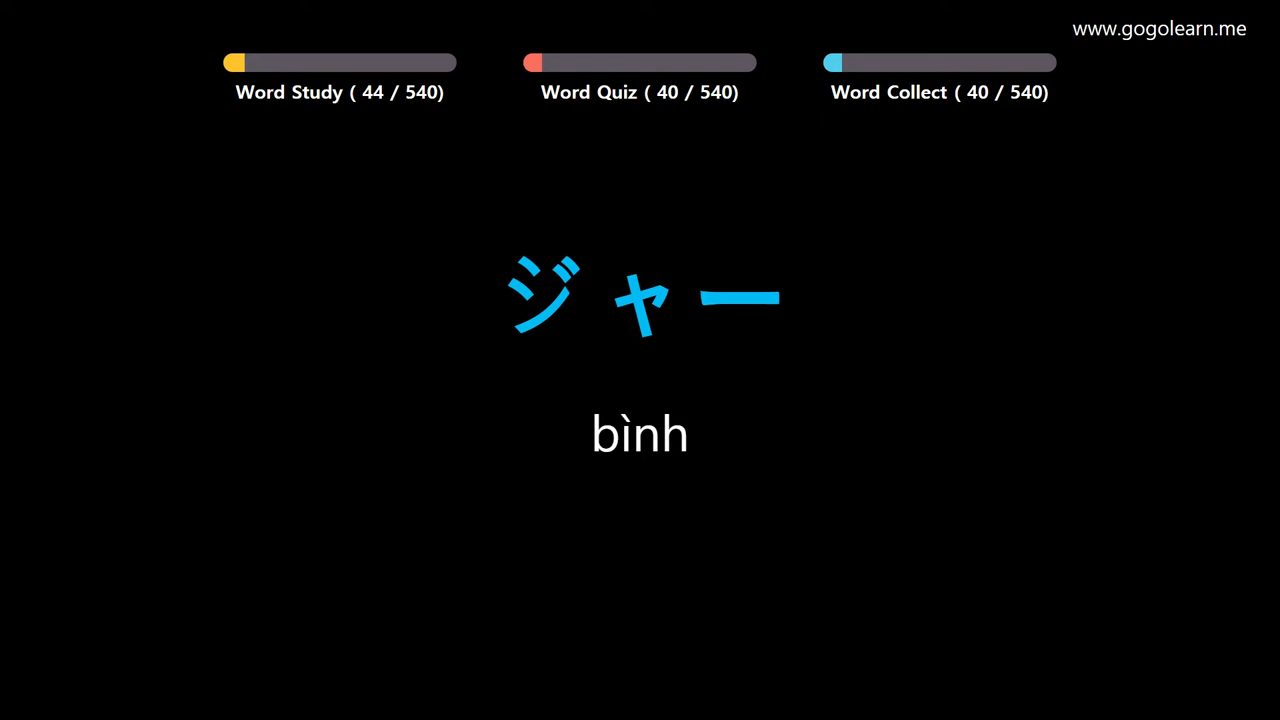 www.gogolearn.me
Word Study ( 44 / 540)
Word Quiz ( 40 / 540)
Word Collect ( 40 / 540)
ジャー
bình